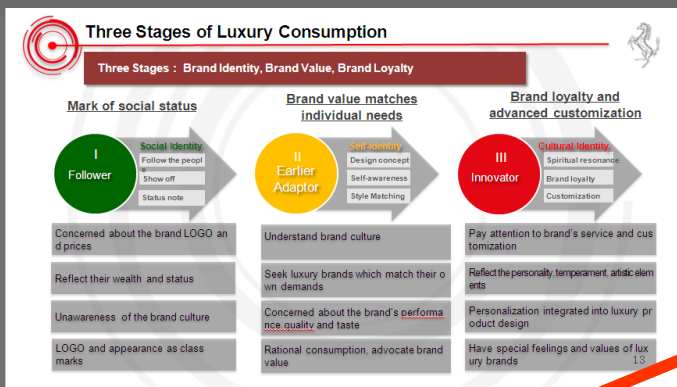 Three Stages of Luxury Consumption
Three Stages : Brand Identity, Brand Value, Brand Loyalty
Mark of social status
I
Follower
Social Identity
Follow the peopl
e
Show off
Status note
Concerned about the brand LOGO an
d prices
Reflect their wealth and status
Unawareness of the brand culture
LOGO and appearance as class
marks
Brand value matches
individual needs
II
Earlier
Adaptor
Self-Identity
Design concept
Self-awareness
Style Matching
Understand brand culture
Seek luxury brands which match their o
wn demands
Concerned about the brand's performa
nce,quality and taste
Rational consumption, advocate brand
value
Brand loyalty and
advanced customization
III
Innovator
Cultural Identity
Spiritual resonance
Brand loyalty
Customization
Pay attention to brand's service and cus
tomization
Reflect the personality, temperament, artistic elem
ents
Personalization integrated into luxury pr
oduct design
Have special feelings and values of lux
ury brands
13